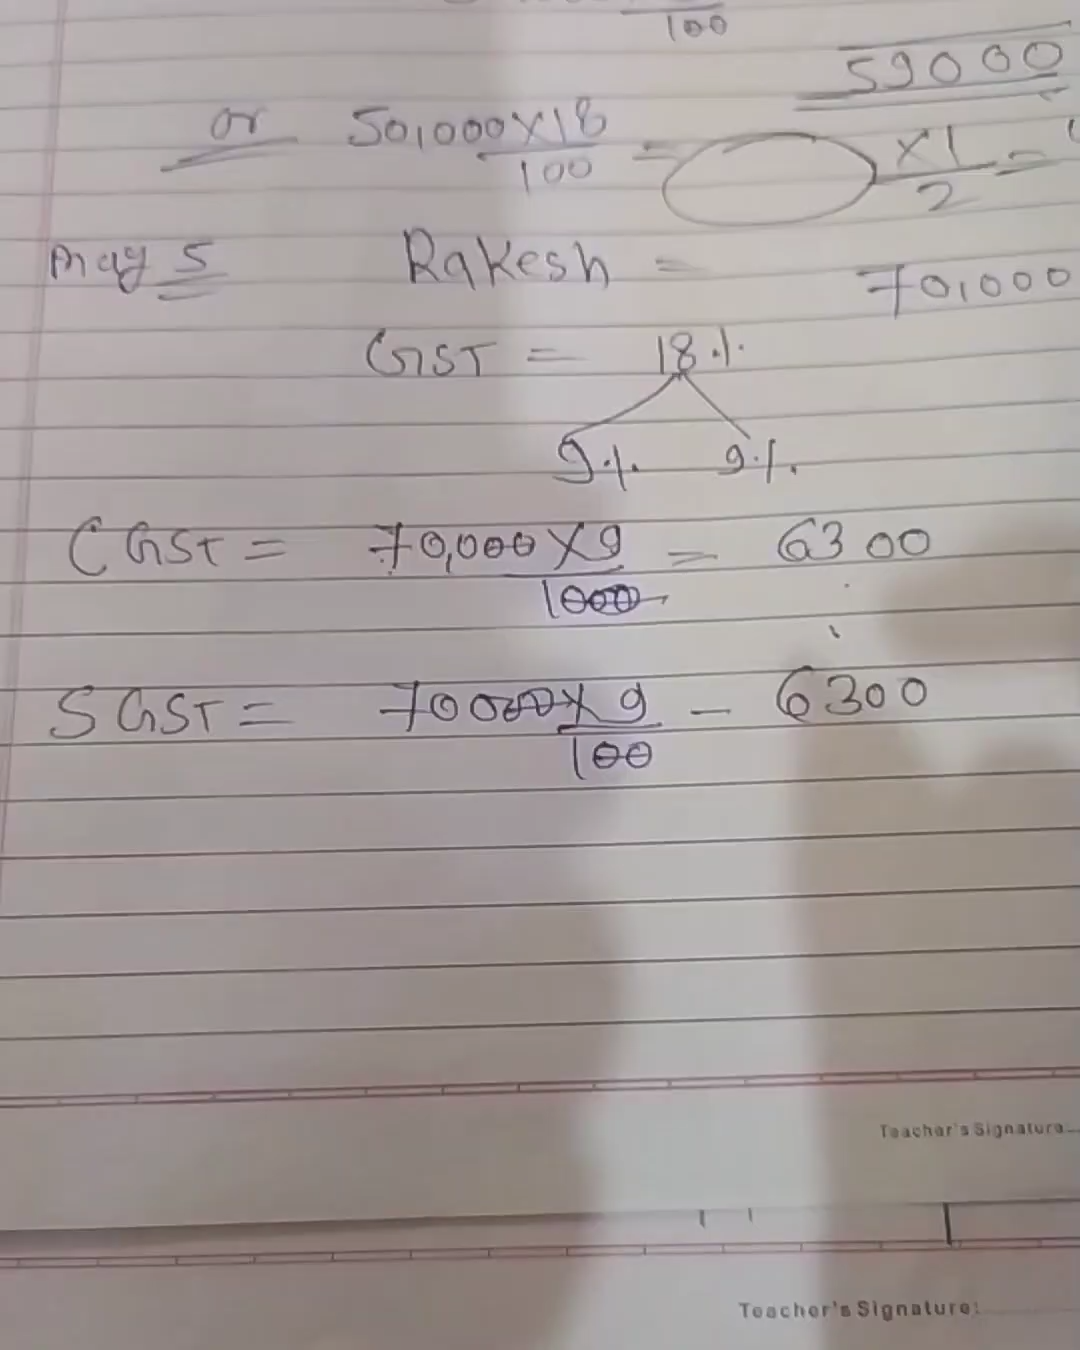 100
59000
or 50,000×18/100 = ×1/2 =
May 5 Rakesh = 70,000
GST = 18%
9% 9%
CGST = 70,000×9/1000 = 6300
SGST = 70000×9/100 – 6300
Teacher's Signature
Teacher's Signature: